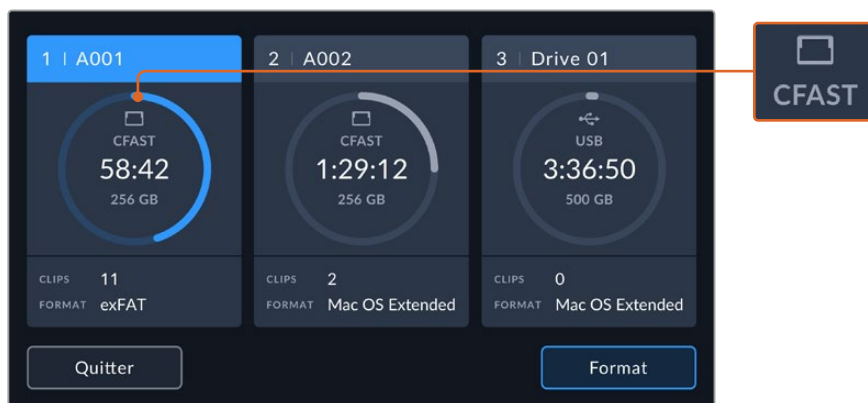 1 | A001
CFAST
58:42
256 GB
CLIPS 11
FORMAT exFAT
2 | A002
CFAST
1:29:12
256 GB
CLIPS 2
FORMAT Mac OS Extended
3 | Drive 01
USB
3:36:50
500 GB
CLIPS 0
FORMAT Mac OS Extended
Quitter
Format
CFAST